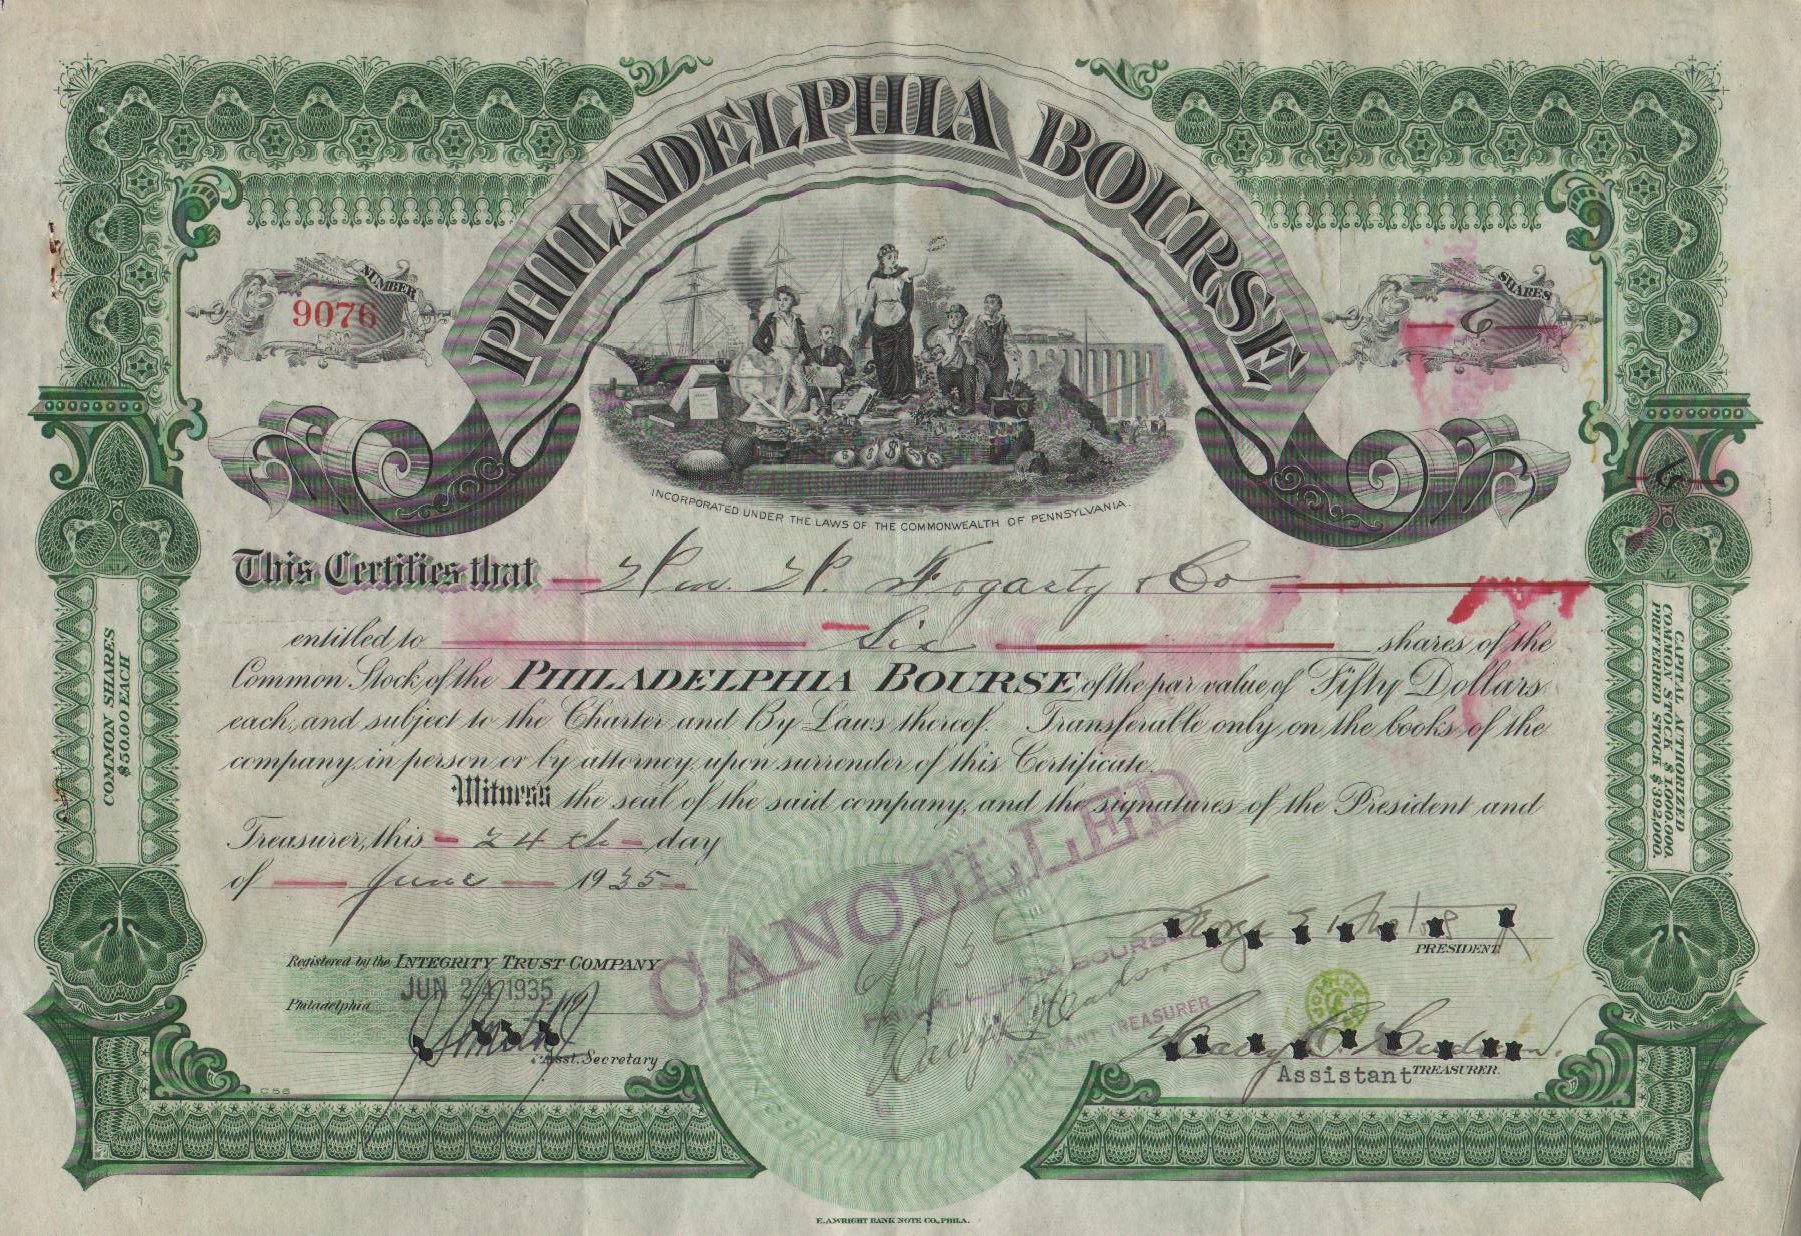 PHILADELPHIA BOURSE
NUMBER
9076
SHARES
6
INCORPORATED UNDER THE LAWS OF THE COMMONWEALTH OF PENNSYLVANIA.
6
This Certifies that Wm. W. Fogarty & Co
entitled to Six shares of the
Common Stock, of the PHILADELPHIA BOURSE, of the par value of Fifty Dollars
each, and subject to the Charter and By Laws thereof. Transferable only on the books of the
company, in person or by attorney, upon surrender of this Certificate.
Witness the seal of the said company, and the signatures of the President and
Treasurer, this 24th day
of June 1935
COMMON SHARES
$50.00 EACH
CAPITAL AUTHORIZED
COMMON STOCK $1,000,000.
PREFERRED STOCK $392,000.
CANCELLED
PHILADELPHIA BOURSE
ASSISTANT TREASURER
PRESIDENT
Registered by the INTEGRITY TRUST COMPANY
Philadelphia JUN 24 1935 19
Asst. Secretary
Assistant TREASURER.
C 56
E.A. WRIGHT BANK NOTE CO., PHILA.